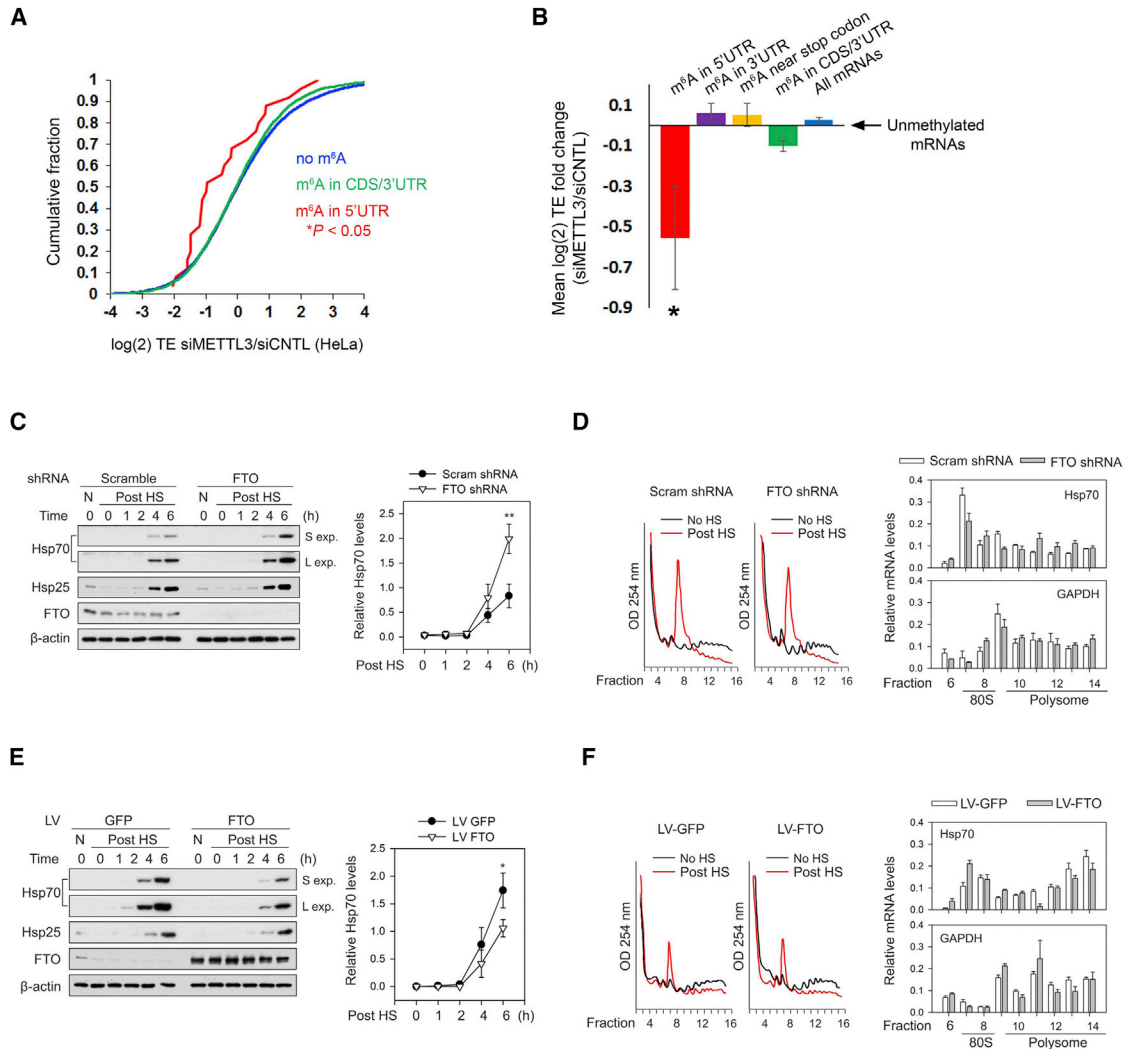 A
Cumulative fraction
1
0.9
0.8
0.7
0.6
0.5
0.4
0.3
0.2
0.1
0
-4 -3 -2 -1 0 1 2 3 4
no m⁶A
m⁶A in CDS/3'UTR
m⁶A in 5'UTR
*P < 0.05
log(2) TE siMETTL3/siCNTL (HeLa)
B
m⁶A in 5'UTR
m⁶A in 3'UTR
m⁶A near stop codon
m⁶A in CDS/3'UTR
All mRNAs
Mean log(2) TE fold change
(siMETTL3/siCNTL)
0.1
-0.1
-0.3
-0.5
-0.7
-0.9
Unmethylated
mRNAs
*
C
shRNA Scramble FTO
N Post HS N Post HS
Time 0 0 1 2 4 6 0 0 1 2 4 6 (h)
Hsp70
S exp.
L exp.
Hsp25
FTO
β-actin
Scram shRNA
FTO shRNA
Relative Hsp70 levels
2.5
2.0
1.5
1.0
0.5
0
**
Post HS 0 1 2 4 6 (h)
D
Scram shRNA FTO shRNA
No HS
Post HS
No HS
Post HS
OD 254 nm
OD 254 nm
Fraction 4 8 12 16 4 8 12 16
Scram shRNA FTO shRNA
Relative mRNA levels
Hsp70
0.4
0.3
0.2
0.1
0
GAPDH
0.4
0.3
0.2
0.1
0
Fraction 6 8 10 12 14
80S Polysome
E
LV GFP FTO
N Post HS N Post HS
Time 0 0 1 2 4 6 0 0 1 2 4 6 (h)
Hsp70
S exp.
L exp.
Hsp25
FTO
β-actin
LV GFP
LV FTO
Relative Hsp70 levels
2.5
2.0
1.5
1.0
0.5
0
*
Post HS 0 1 2 4 6 (h)
F
LV-GFP LV-FTO
No HS
Post HS
No HS
Post HS
OD 254 nm
OD 254 nm
Fraction 4 8 12 16 4 8 12 16
LV-GFP LV-FTO
Relative mRNA levels
Hsp70
0.4
0.3
0.2
0.1
0
GAPDH
0.4
0.3
0.2
0.1
0
Fraction 6 8 10 12 14
80S Polysome